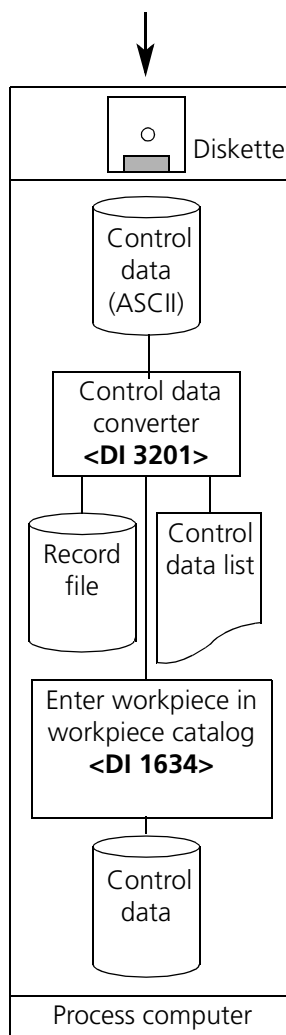 Diskette
Control
data
(ASCII)
Control data
converter
<DI 3201>
Record
file
Control
data list
Enter workpiece in
workpiece catalog
<DI 1634>
Control
data
Process computer